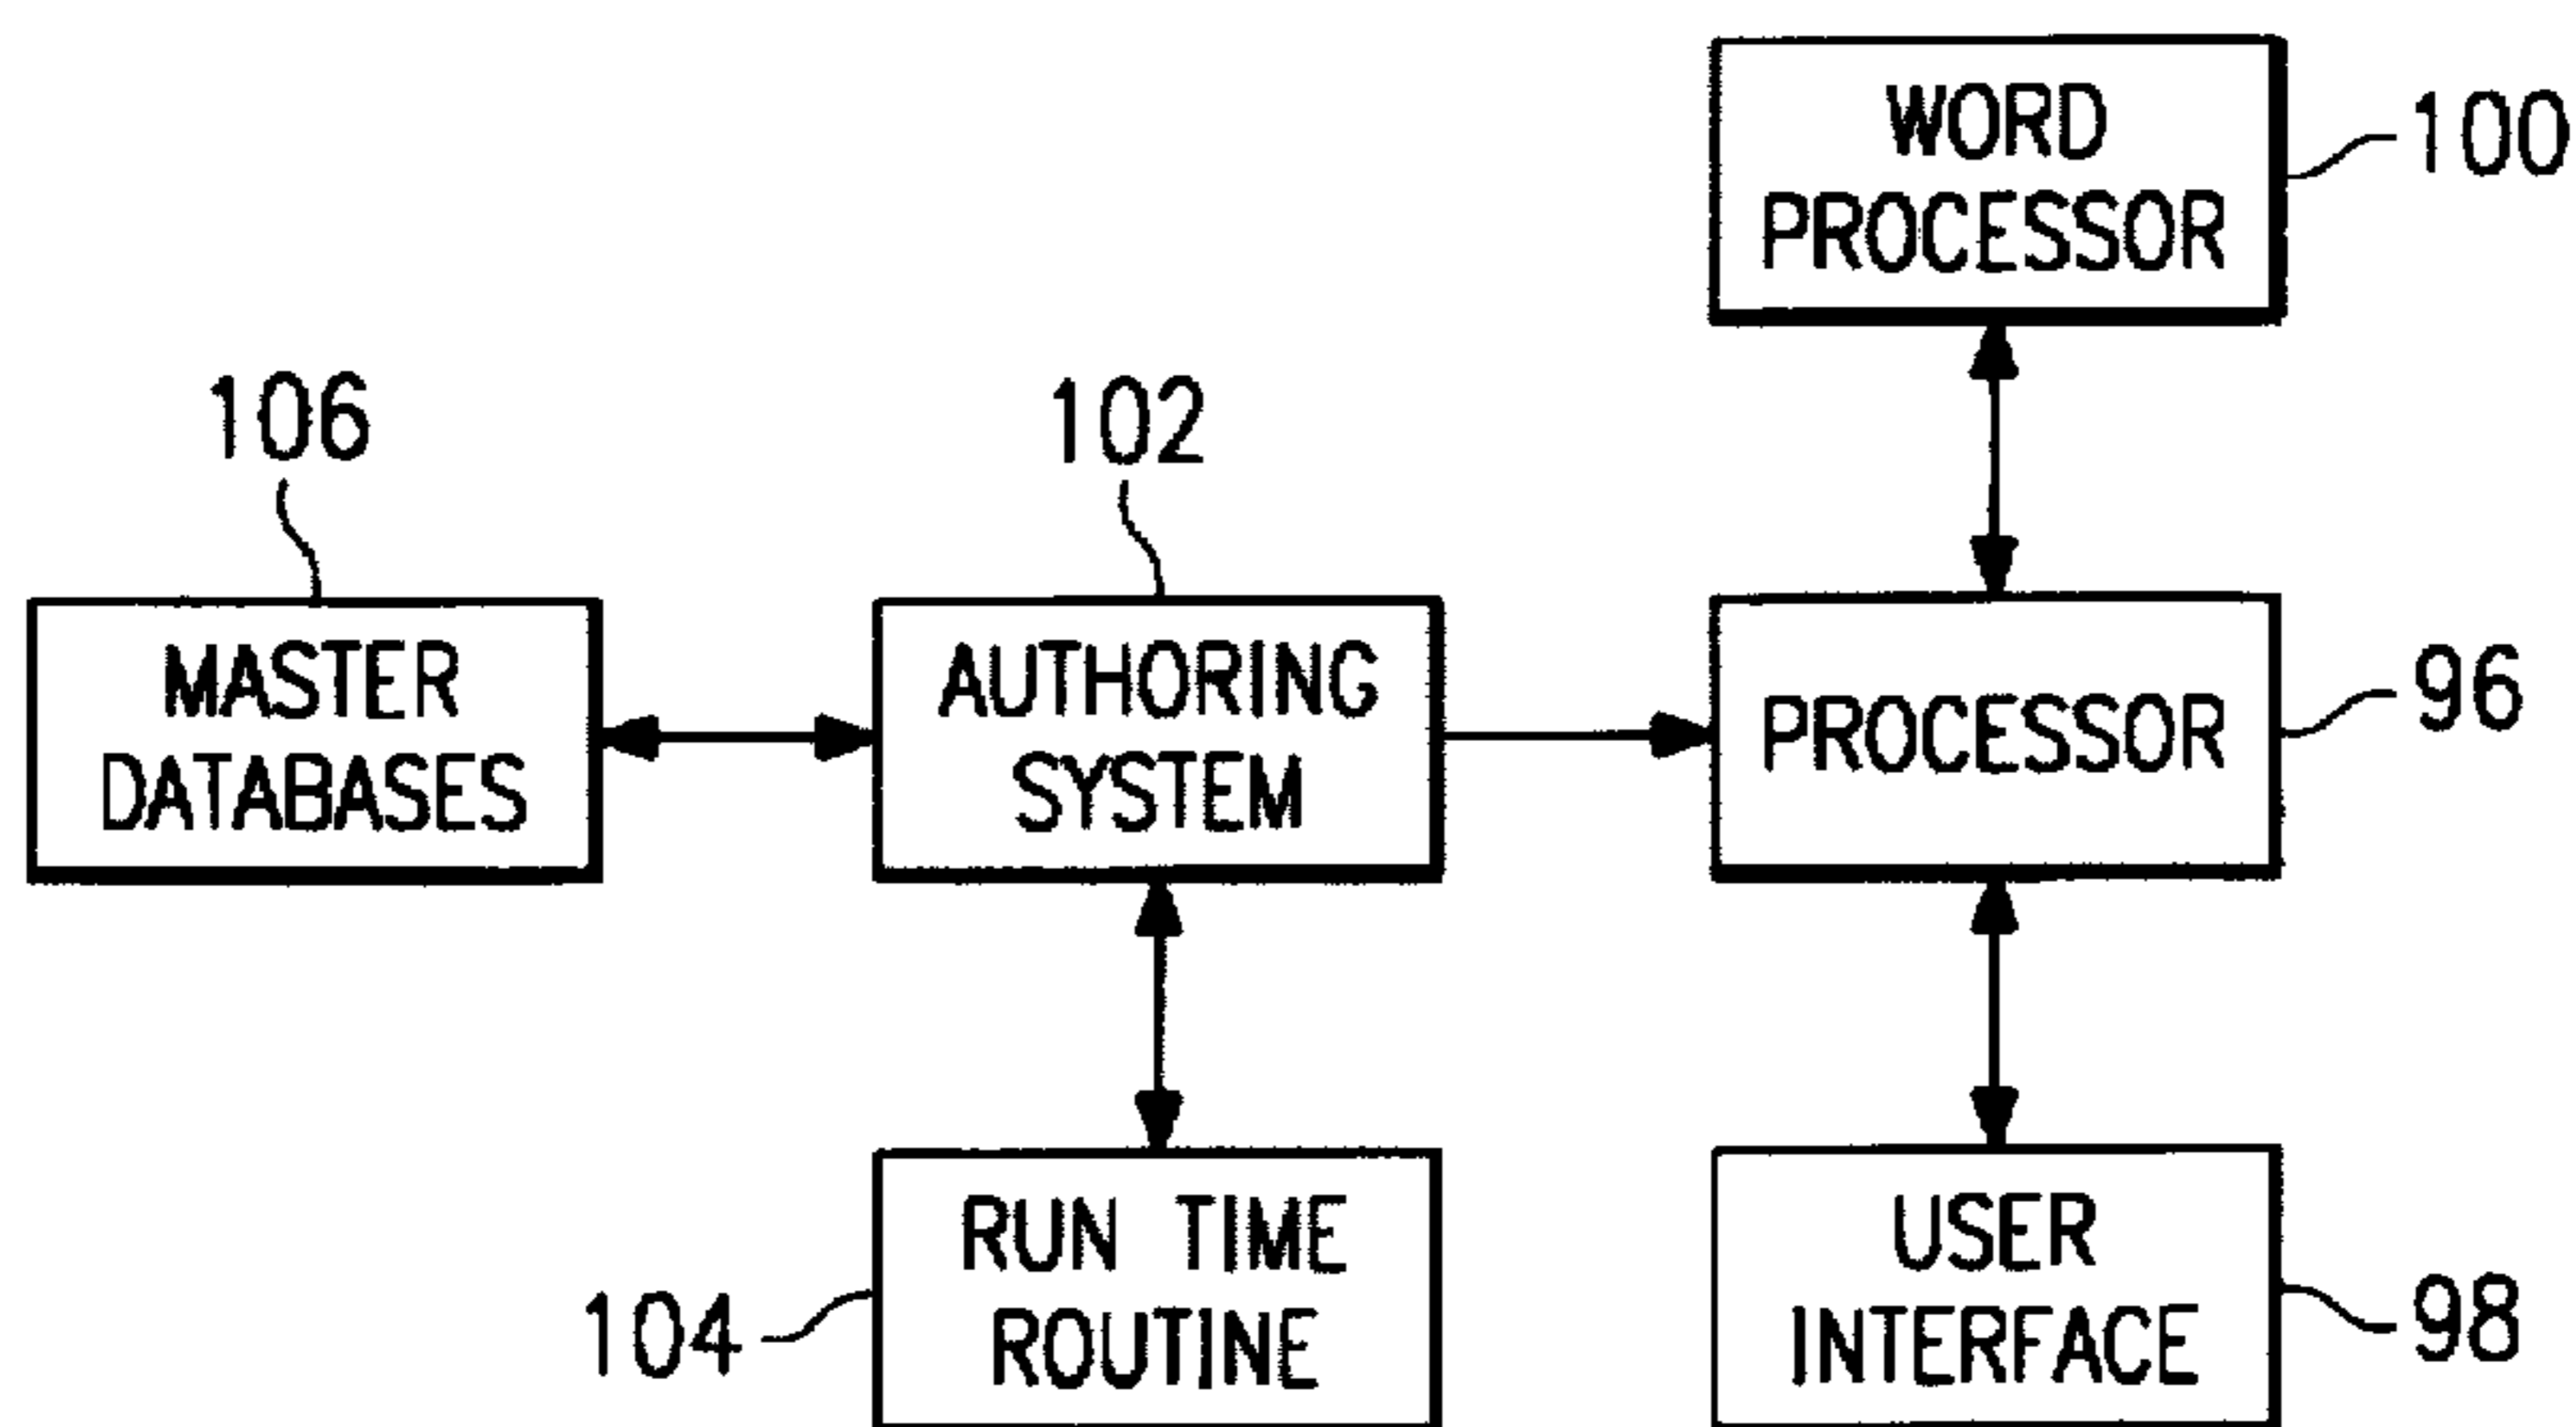 WORD
PROCESSOR
100
106
102
MASTER
DATABASES
AUTHORING
SYSTEM
PROCESSOR
96
RUN TIME
ROUTINE
104
USER
INTERFACE
98